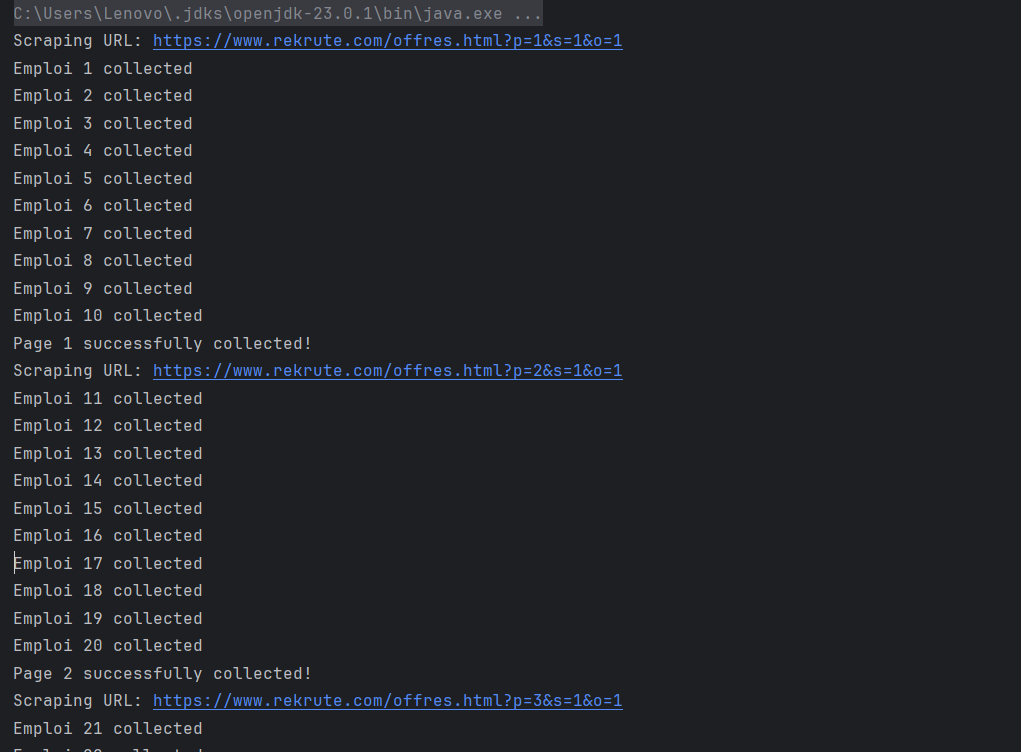 C:\Users\Lenovo\.jdks\openjdk-23.0.1\bin\java.exe ...
Scraping URL: https://www.rekrute.com/offres.html?p=1&s=1&o=1
Emploi 1 collected
Emploi 2 collected
Emploi 3 collected
Emploi 4 collected
Emploi 5 collected
Emploi 6 collected
Emploi 7 collected
Emploi 8 collected
Emploi 9 collected
Emploi 10 collected
Page 1 successfully collected!
Scraping URL: https://www.rekrute.com/offres.html?p=2&s=1&o=1
Emploi 11 collected
Emploi 12 collected
Emploi 13 collected
Emploi 14 collected
Emploi 15 collected
Emploi 16 collected
Emploi 17 collected
Emploi 18 collected
Emploi 19 collected
Emploi 20 collected
Page 2 successfully collected!
Scraping URL: https://www.rekrute.com/offres.html?p=3&s=1&o=1
Emploi 21 collected